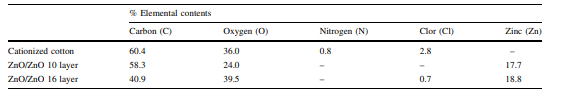 % Elemental contents
Carbon (C) Oxygen (O) Nitrogen (N) Clor (Cl) Zinc (Zn)
Cationized cotton 60.4 36.0 0.8 2.8 –
ZnO/ZnO 10 layer 58.3 24.0 – – 17.7
ZnO/ZnO 16 layer 40.9 39.5 – 0.7 18.8